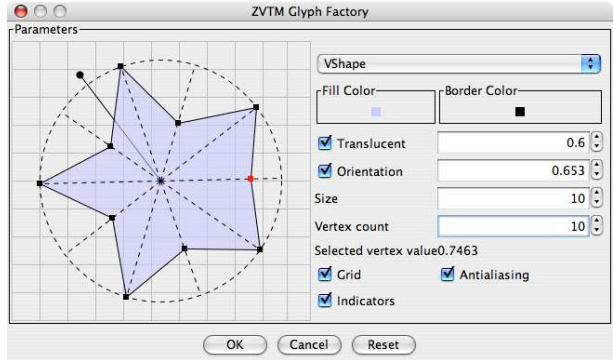 ZVTM Glyph Factory
Parameters
VShape
Fill Color
Border Color
Translucent 0.6
Orientation 0.653
Size 10
Vertex count 10
Selected vertex value0.7463
Grid Antialiasing
Indicators
OK Cancel Reset